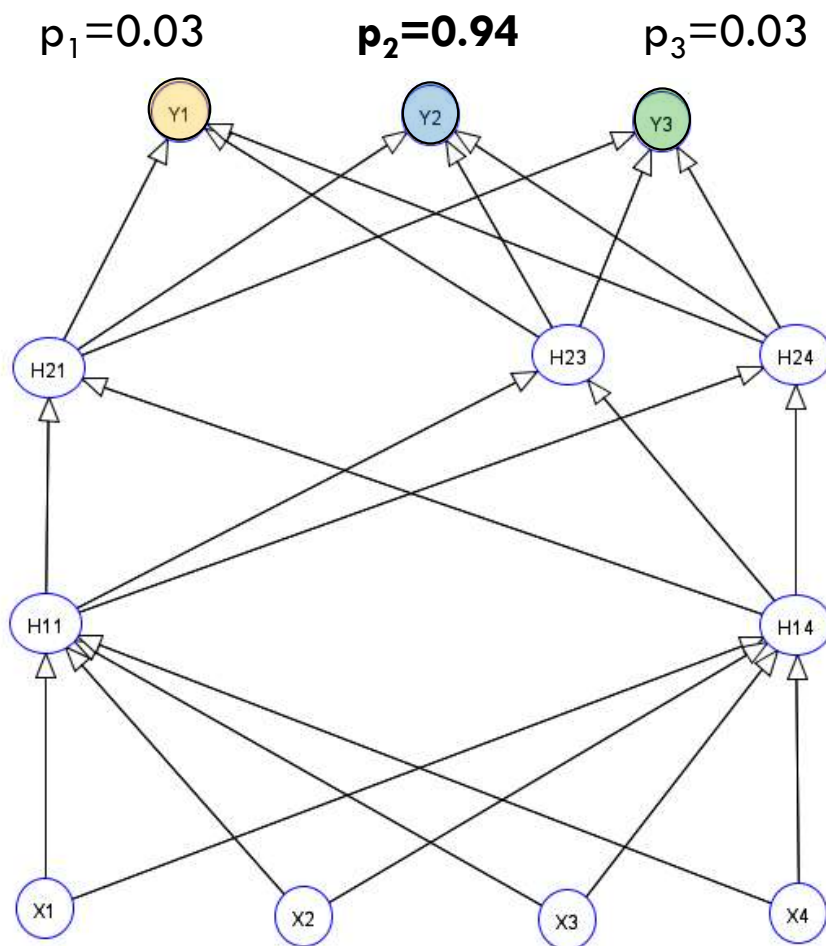 p₁=0.03 p₂=0.94 p₃=0.03
Y1 Y2 Y3
H21 H23 H24
H11 H14
X1 X2 X3 X4